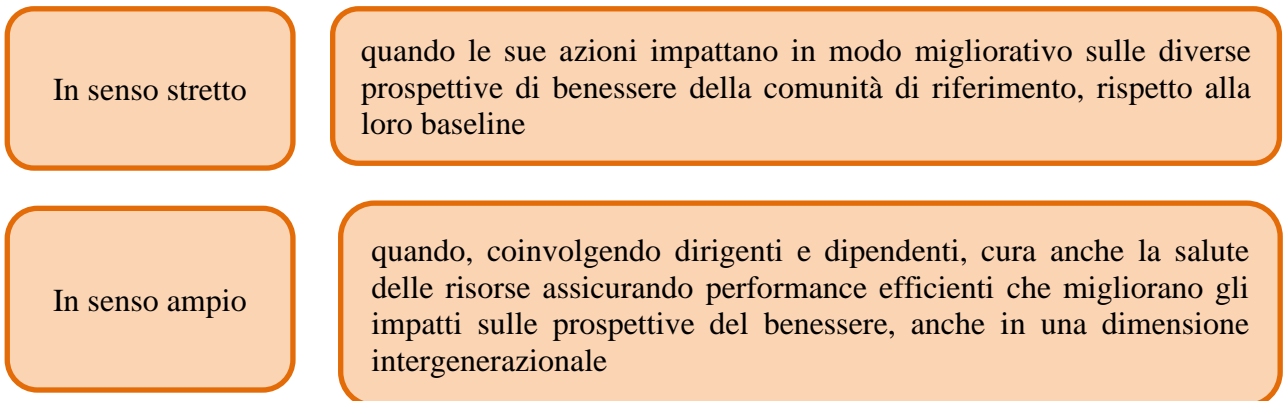 In senso stretto
quando le sue azioni impattano in modo migliorativo sulle diverse
prospettive di benessere della comunità di riferimento, rispetto alla
loro baseline
In senso ampio
quando, coinvolgendo dirigenti e dipendenti, cura anche la salute
delle risorse assicurando performance efficienti che migliorano gli
impatti sulle prospettive del benessere, anche in una dimensione
intergenerazionale